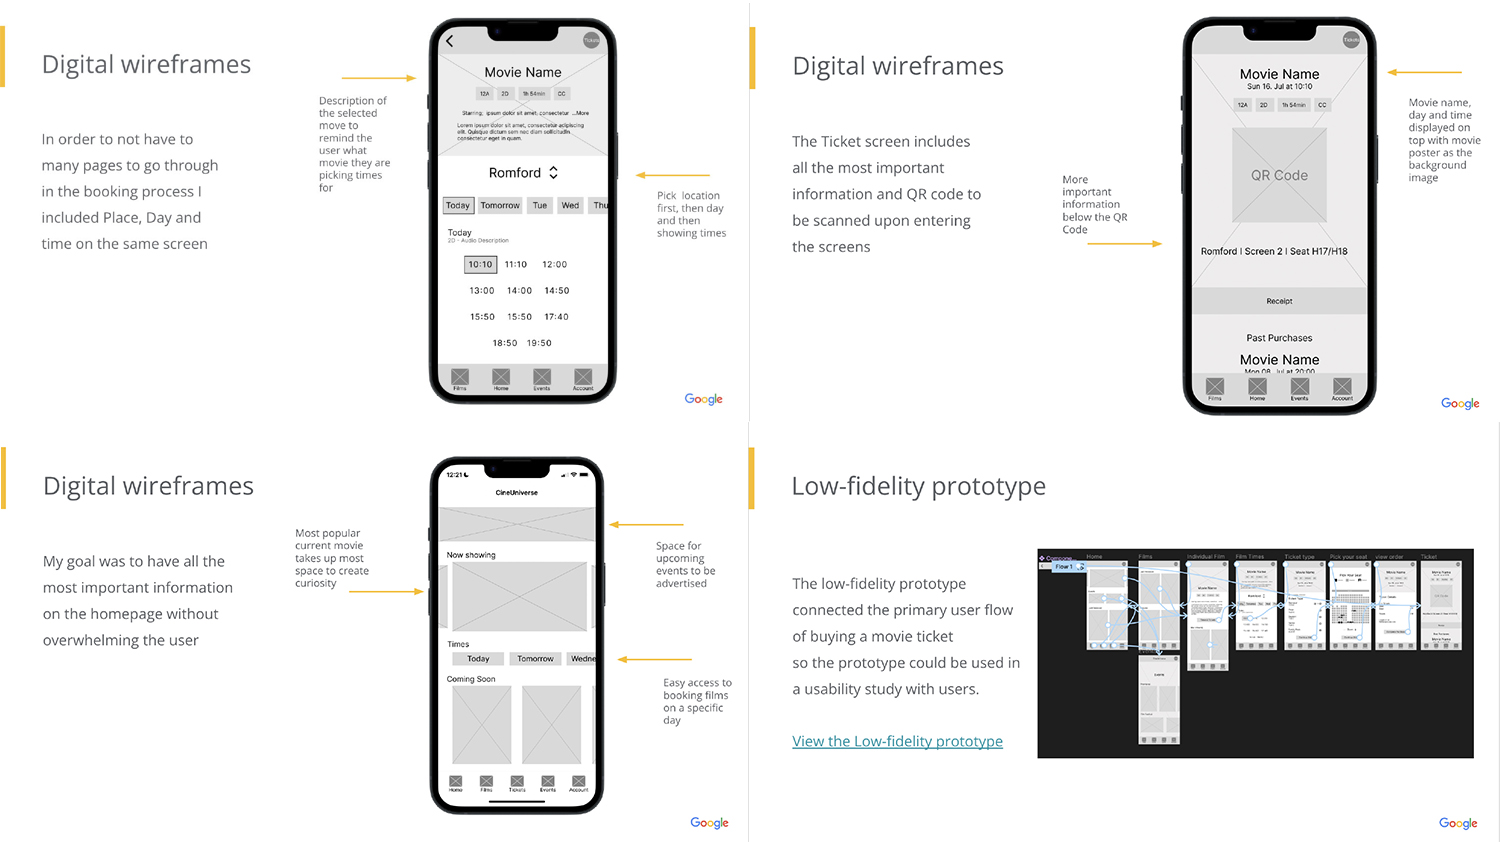 Digital wireframes
In order to not have to
many pages to go through
in the booking process I
included Place, Day and
time on the same screen
Description of
the selected
move to
remind the
user what
movie they are
picking times
for
Tickets
Movie Name
12A 2D 1h 54min CC
Starring: ipsum dolor sit amet, consectetur ...More
Lorem ipsum dolor sit amet, consectetur adipiscing
elit. Quisque dictum sem nec diam sollicitudin
consectetur eget in quam.
Romford
Today Tomorrow Tue Wed Thu
Today
2D - Audio Description
10:10 11:10 12:00
13:00 14:00 14:50
15:50 15:50 17:40
18:50 19:50
Films Home Events Account
Pick location
first, then day
and then
showing times
Google
Digital wireframes
The Ticket screen includes
all the most important
information and QR code to
be scanned upon entering
the screens
More
important
information
below the QR
Code
Tickets
Movie Name
Sun 16. Jul at 10:10
12A 2D 1h 54min CC
QR Code
Romford | Screen 2 | Seat H17/H18
Receipt
Past Purchases
Movie Name
Mon 08. Jul at 20:00
Films Home Events Account
Movie name,
day and time
displayed on
top with movie
poster as the
background
image
Google
Digital wireframes
My goal was to have all the
most important information
on the homepage without
overwhelming the user
Most popular
current movie
takes up most
space to create
curiosity
12:21
CineUniverse
Now showing
Times
Today Tomorrow Wedne
Coming Soon
Home Films Tickets Events Account
Space for
upcoming
events to be
advertised
Easy access to
booking films
on a specific
day
Google
Low-fidelity prototype
The low-fidelity prototype
connected the primary user flow
of buying a movie ticket
so the prototype could be used in
a usability study with users.
View the Low-fidelity prototype
Compone... Home Films Individual Film Film Times Ticket type Pick your seat view order Ticket
Flow 1
Google